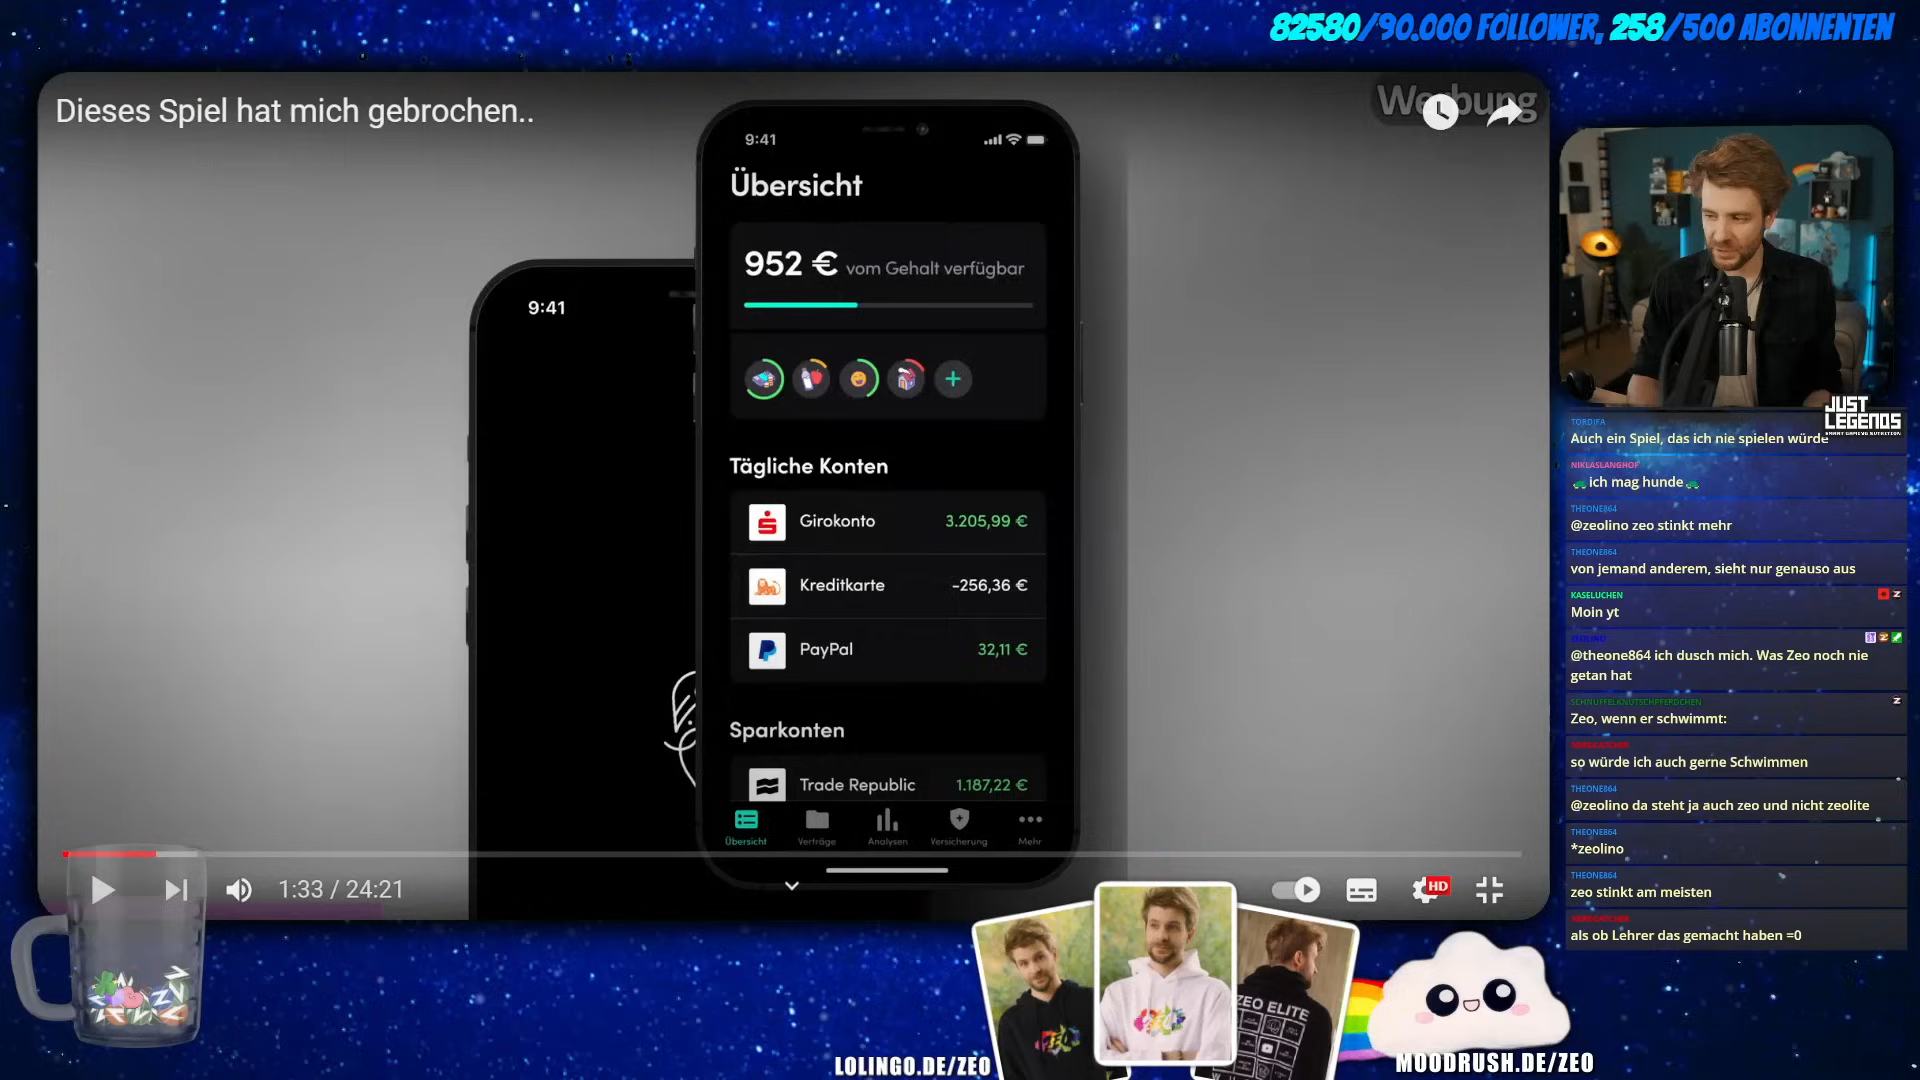 82580/90.000 FOLLOWER, 258/500 ABONNENTEN
Dieses Spiel hat mich gebrochen..
Werbung
9:41
Übersicht
952 € vom Gehalt verfügbar
9:41
Tägliche Konten
Girokonto 3.205,99 €
Kreditkarte -256,36 €
PayPal 32,11 €
Sparkonten
Trade Republic 1.187,22 €
Übersicht Verträge Analysen Versicherung Mehr
1:33 / 24:21
HD
JUST
LEGENDS
SMART GAMING NUTRITION
TORDIFA
Auch ein Spiel, das ich nie spielen würde
NIKLASLANGHOF
ich mag hunde
THEONE864
@zeolino zeo stinkt mehr
THEONE864
von jemand anderem, sieht nur genauso aus
KASELUCHEN
Moin yt
ZEOLINO
@theone864 ich dusch mich. Was Zeo noch nie
getan hat
SCHNUFFELKNUTSCHPFERDCHEN
Zeo, wenn er schwimmt:
so würde ich auch gerne Schwimmen
THEONE864
@zeolino da steht ja auch zeo und nicht zeolite
THEONE864
*zeolino
THEONE864
zeo stinkt am meisten
als ob Lehrer das gemacht haben =0
ZEO
ZEO
ZEO ELITE
LOLINGO.DE/ZEO
MOODRUSH.DE/ZEO